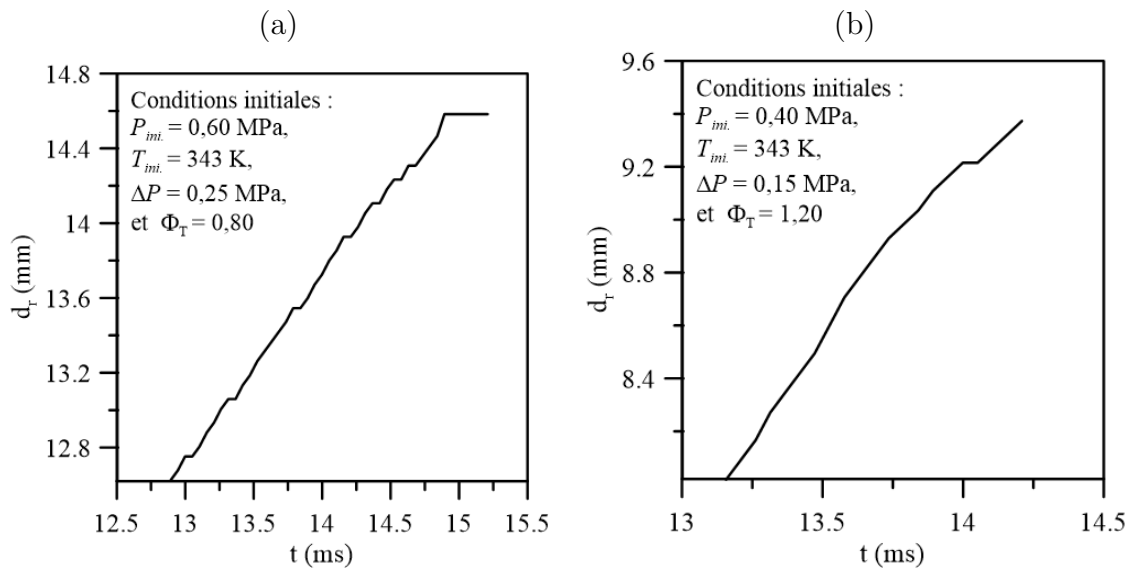 (a)
14.8
14.4
14
13.6
13.2
12.8
d_r (mm)
Conditions initiales :
P_ini. = 0,60 MPa,
T_ini. = 343 K,
ΔP = 0,25 MPa,
et Φ_T = 0,80
12.5 13 13.5 14 14.5 15 15.5
t (ms)
(b)
9.6
9.2
8.8
8.4
d_r (mm)
Conditions initiales :
P_ini. = 0,40 MPa,
T_ini. = 343 K,
ΔP = 0,15 MPa,
et Φ_T = 1,20
13 13.5 14 14.5
t (ms)